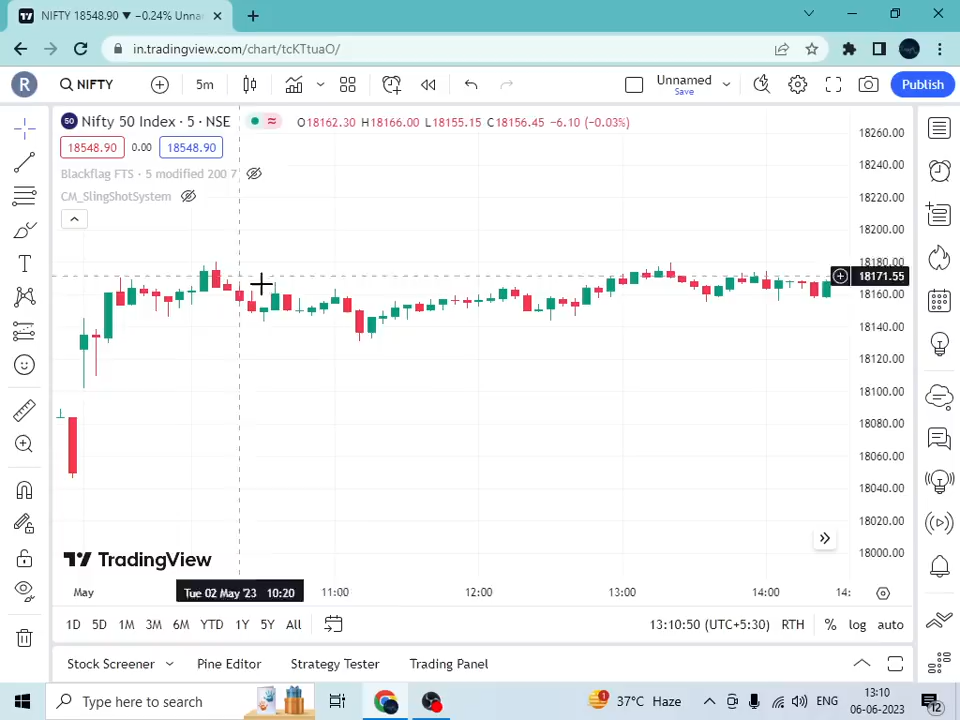 NIFTY 18548.90 ▼ −0.24% Unna
in.tradingview.com/chart/tcKTtuaO/
R
NIFTY
5m
Unnamed
Save
Publish
50 Nifty 50 Index · 5 · NSE
O18162.30 H18166.00 L18155.15 C18156.45 −6.10 (−0.03%)
18548.90 0.00 18548.90
Blackflag FTS · 5 modified 200 7
CM_SlingShotSystem
18260.00
18240.00
18220.00
18200.00
18180.00
18171.55
18160.00
18140.00
18120.00
18100.00
18080.00
18060.00
18040.00
18020.00
18000.00
TradingView
May
Tue 02 May '23 10:20
11:00
12:00
13:00
14:00
14:
1D 5D 1M 3M 6M YTD 1Y 5Y All
13:10:50 (UTC+5:30) RTH % log auto
Stock Screener Pine Editor Strategy Tester Trading Panel
Type here to search
1
37°C Haze
ENG
13:10
06-06-2023
12